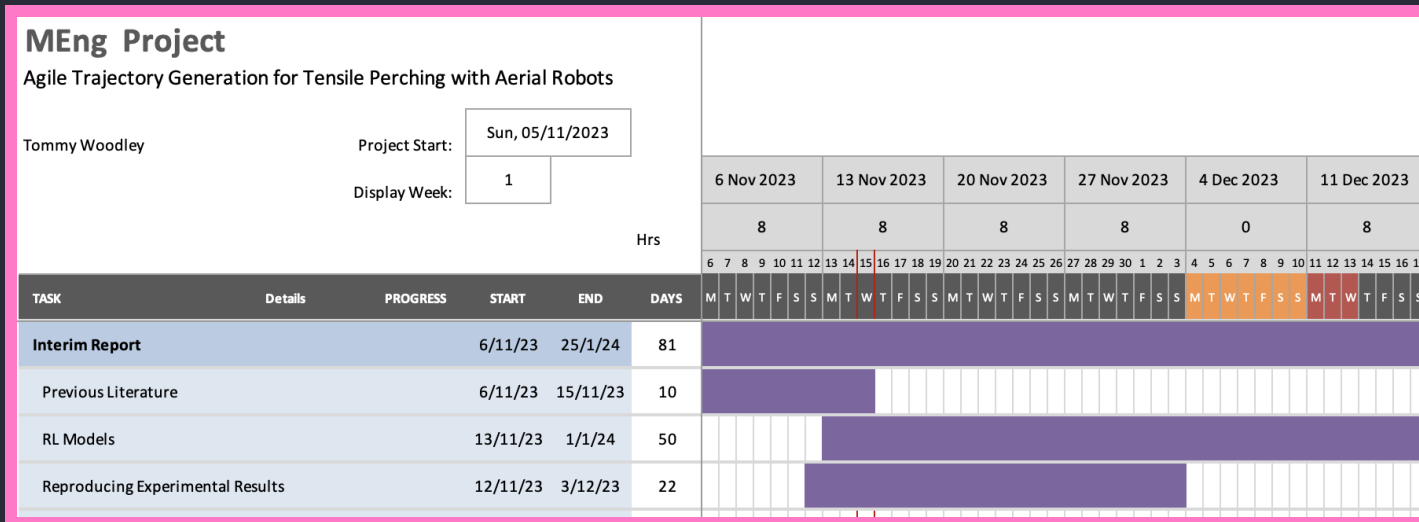 MEng Project
Agile Trajectory Generation for Tensile Perching with Aerial Robots
Tommy Woodley Project Start: Sun, 05/11/2023
Display Week: 1
6 Nov 2023 13 Nov 2023 20 Nov 2023 27 Nov 2023 4 Dec 2023 11 Dec 2023
Hrs 8 8 8 8 0 8
6 7 8 9 10 11 12 13 14 15 16 17 18 19 20 21 22 23 24 25 26 27 28 29 30 1 2 3 4 5 6 7 8 9 10 11 12 13 14 15 16
TASK Details PROGRESS START END DAYS M T W T F S S M T W T F S S M T W T F S S M T W T F S S M T W T F S S M T W T F S
Interim Report 6/11/23 25/1/24 81
Previous Literature 6/11/23 15/11/23 10
RL Models 13/11/23 1/1/24 50
Reproducing Experimental Results 12/11/23 3/12/23 22